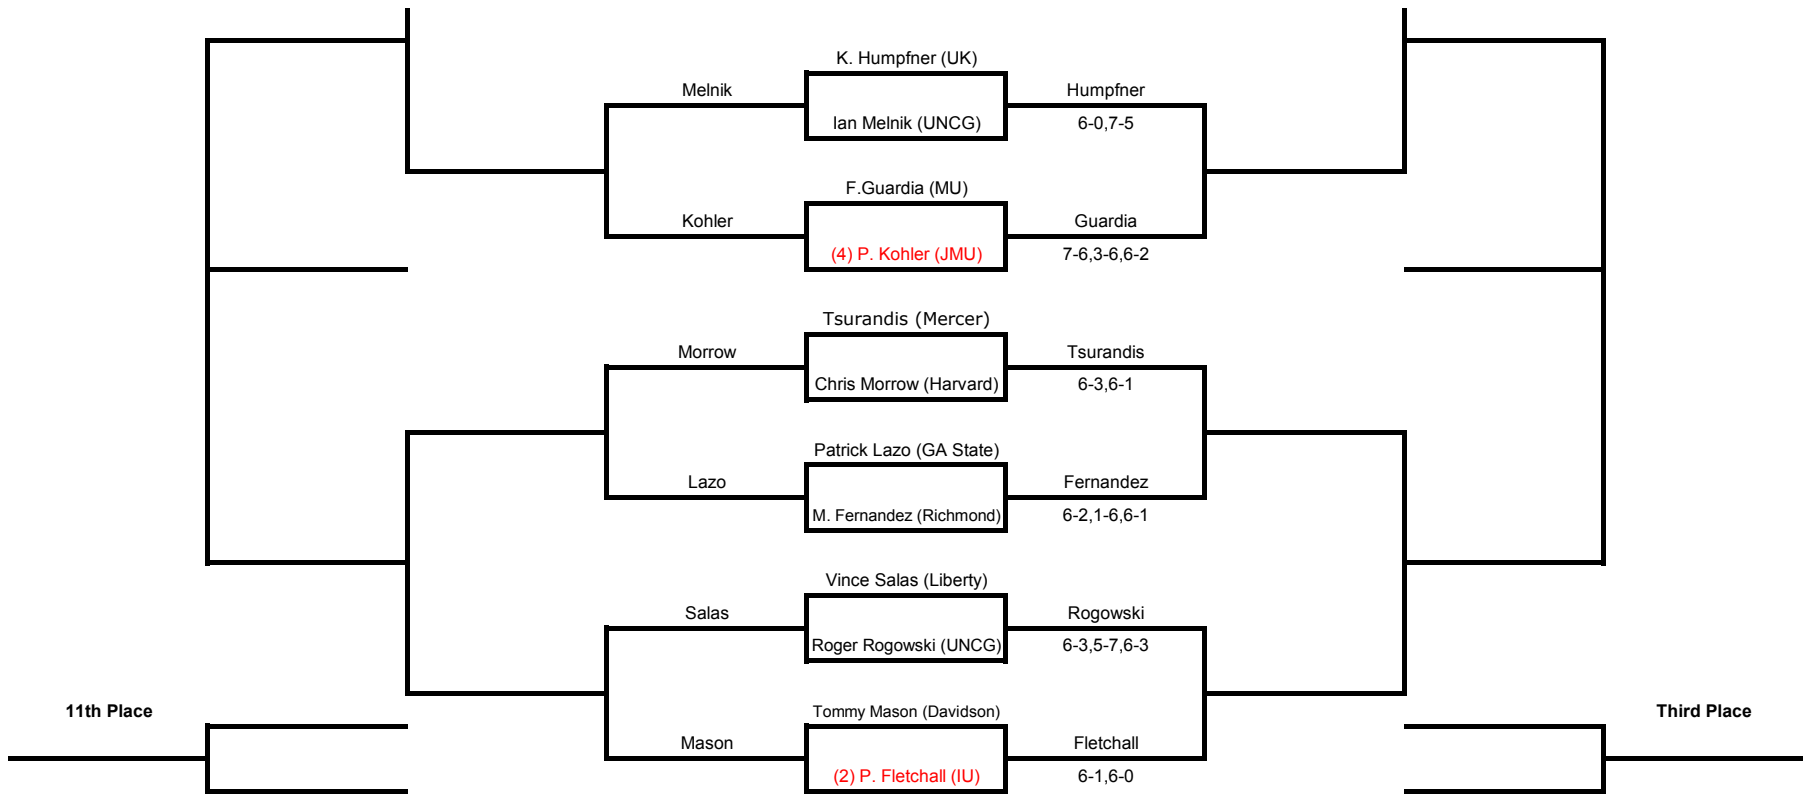 K. Humpfner (UK)
Melnik
Humpfner
Ian Melnik (UNCG)
6-0,7-5
F.Guardia (MU)
Kohler
Guardia
(4) P. Kohler (JMU)
7-6,3-6,6-2
Tsurandis (Mercer)
Morrow
Tsurandis
Chris Morrow (Harvard)
6-3,6-1
Patrick Lazo (GA State)
Lazo
Fernandez
M. Fernandez (Richmond)
6-2,1-6,6-1
Vince Salas (Liberty)
Salas
Rogowski
Roger Rogowski (UNCG)
6-3,5-7,6-3
11th Place
Tommy Mason (Davidson)
Third Place
Mason
Fletchall
(2) P. Fletchall (IU)
6-1,6-0